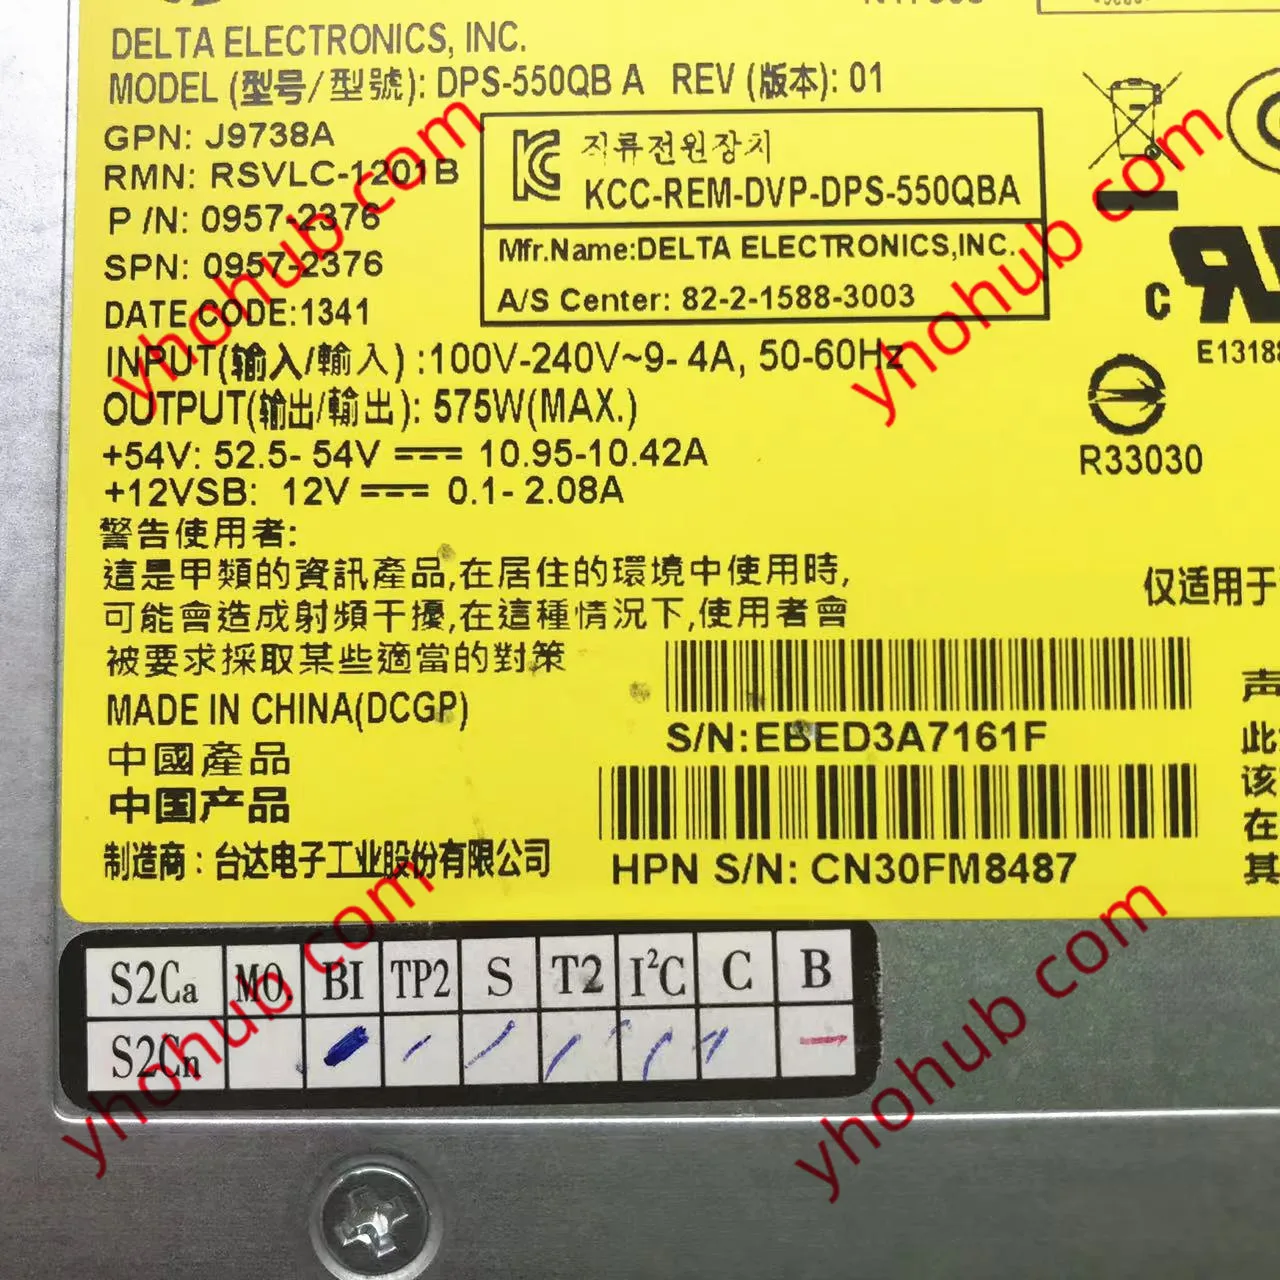 DELTA ELECTRONICS, INC.
MODEL (型号/型號): DPS-550QB A REV (版本): 01
GPN: J9738A
RMN: RSVLC-1201B
P/N: 0957-2376
SPN: 0957-2376
DATE CODE:1341
직류전원장치
KCC-REM-DVP-DPS-550QBA
Mfr.Name:DELTA ELECTRONICS,INC.
A/S Center: 82-2-1588-3003
C
R33030
INPUT(输入/輸入) :100V-240V~9- 4A, 50-60Hz
OUTPUT(输出/輸出): 575W(MAX.)
+54V: 52.5- 54V 10.95-10.42A
+12VSB: 12V 0.1- 2.08A
警告使用者:
這是甲類的資訊產品,在居住的環境中使用時,
可能會造成射頻干擾,在這種情況下,使用者會
被要求採取某些適當的對策
仅适用于
MADE IN CHINA(DCGP)
中國產品
中国产品
制造商：台达电子工业股份有限公司
S/N:EBED3A7161F
HPN S/N: CN30FM8487
声
此
该
在
其
S2Ca MO. BI TP2 S T2 I²C C B
S2Cn
yhohub.com
yhohub.com
yhohub.com
yhohub.com